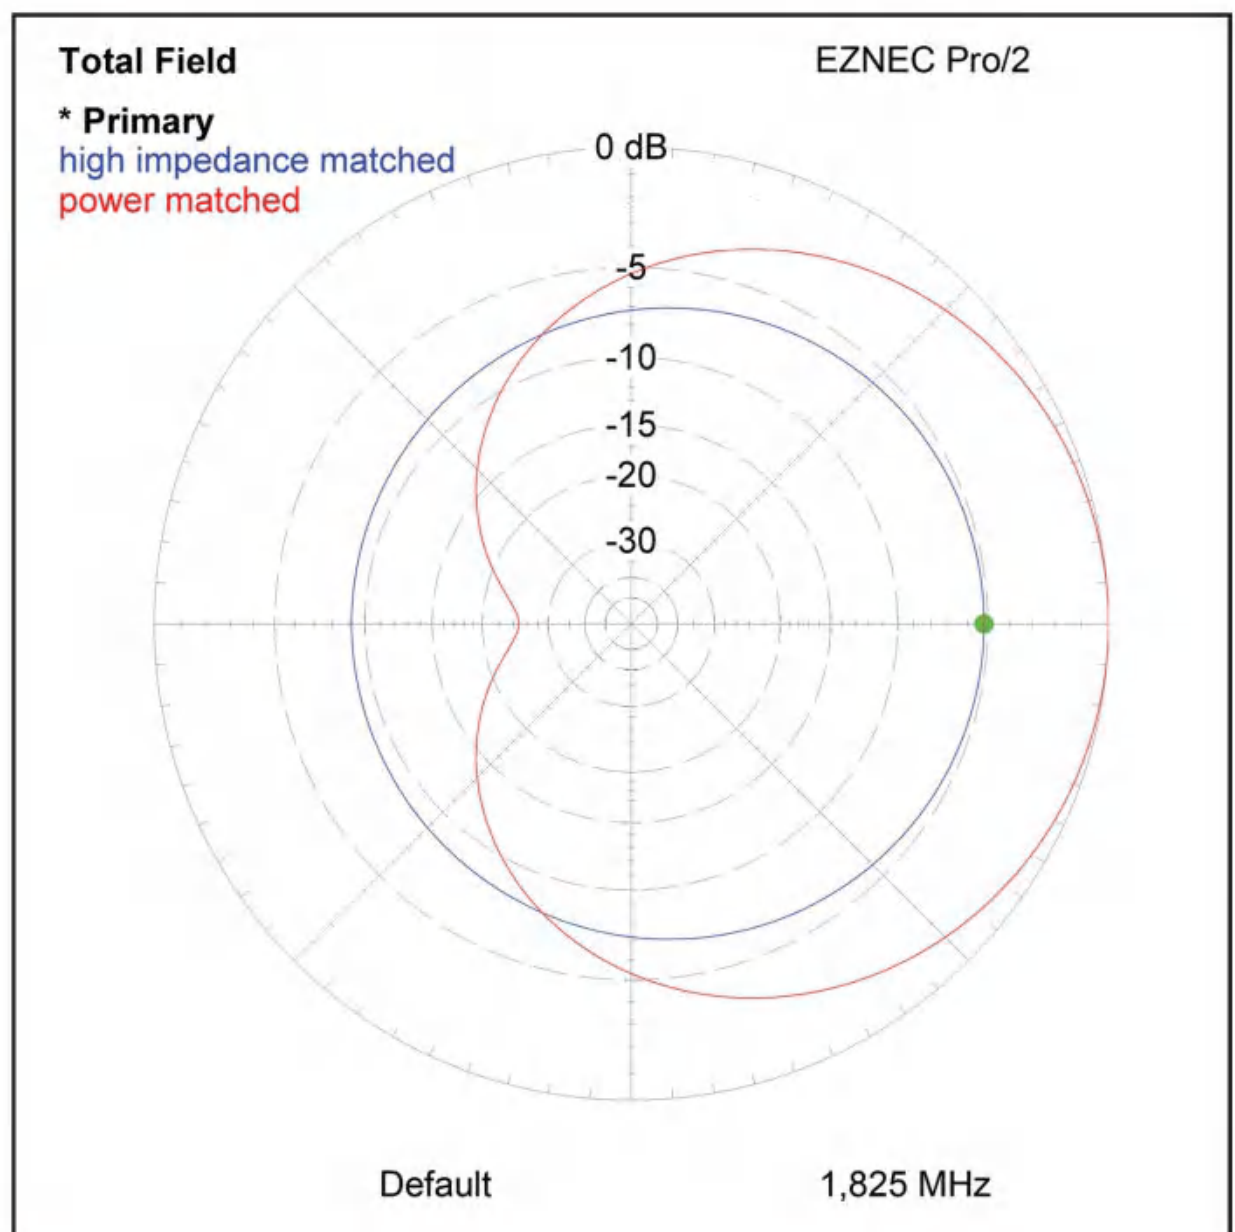 Total Field
EZNEC Pro/2
* Primary
high impedance matched
power matched
0 dB
-5
-10
-15
-20
-30
Default
1,825 MHz